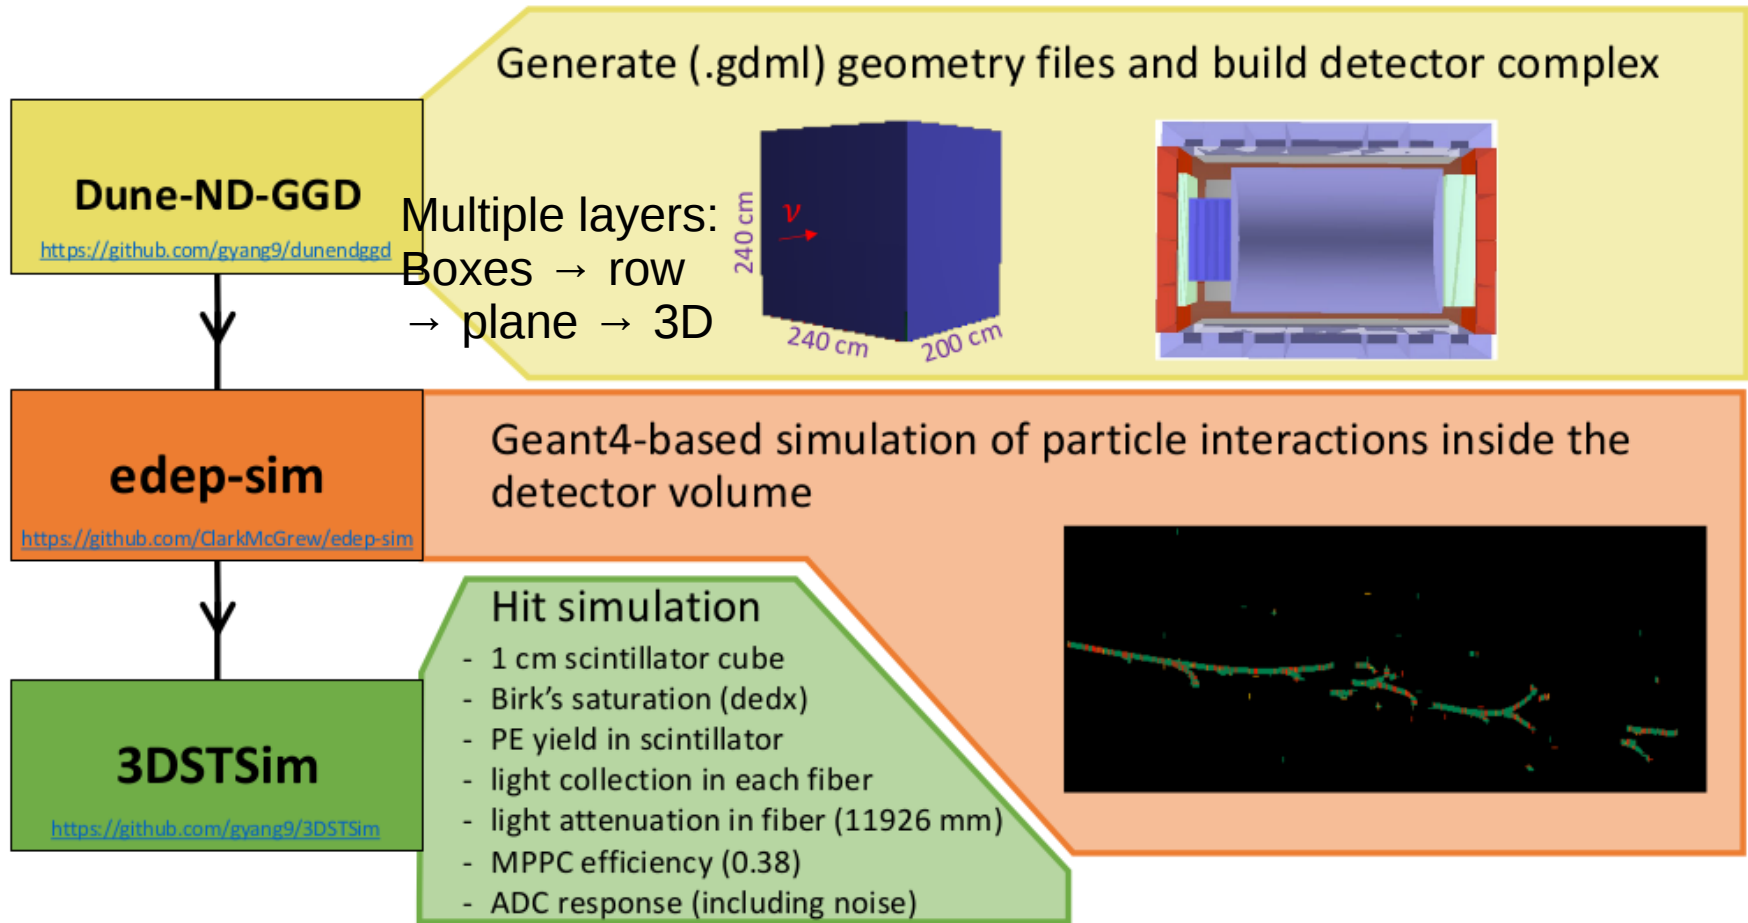 Generate (.gdml) geometry files and build detector complex
Dune-ND-GGD
https://github.com/gyang9/dunendggd
Multiple layers:
Boxes → row
→ plane → 3D
240 cm
ν
240 cm
200 cm
edep-sim
https://github.com/ClarkMcGrew/edep-sim
Geant4-based simulation of particle interactions inside the
detector volume
3DSTSim
https://github.com/gyang9/3DSTSim
Hit simulation
- 1 cm scintillator cube
- Birk’s saturation (dedx)
- PE yield in scintillator
- light collection in each fiber
- light attenuation in fiber (11926 mm)
- MPPC efficiency (0.38)
- ADC response (including noise)